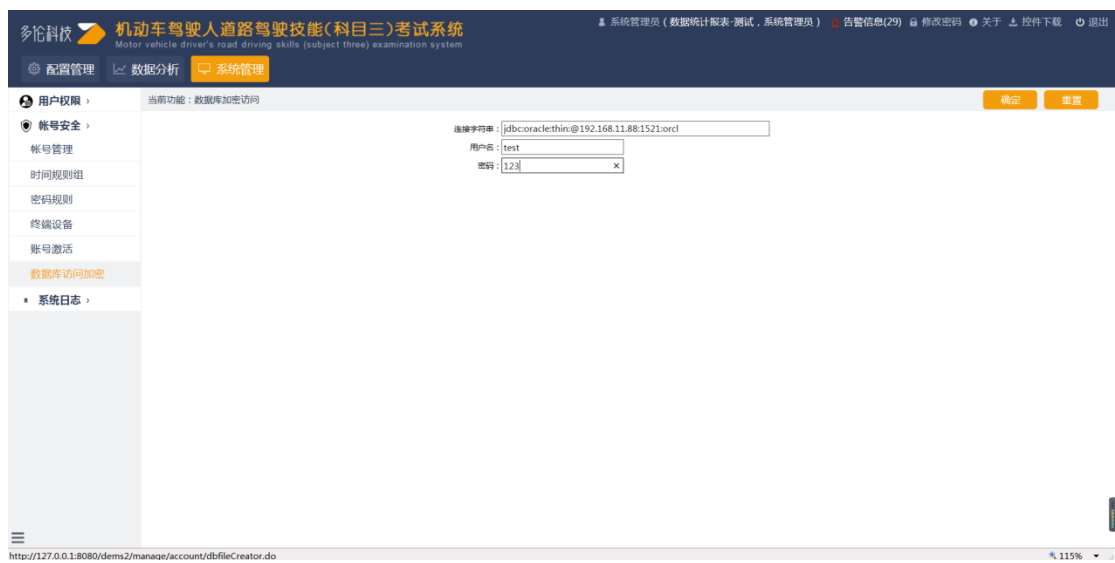 多伦科技
机动车驾驶人道路驾驶技能(科目三)考试系统
Motor vehicle driver's road driving skills (subject three) examination system
系统管理员(数据统计报表-测试,系统管理员) 告警信息(29) 修改密码 关于 控件下载 退出
配置管理 数据分析 系统管理
用户权限 ›
当前功能:数据库加密访问
确定 重置
帐号安全 ›
帐号管理
时间规则组
密码规则
终端设备
账号激活
数据库访问加密
系统日志 ›
连接字符串: jdbc:oracle:thin:@192.168.11.88:1521:orcl
用户名: test
密码: 123
http://127.0.0.1:8080/dems2/manage/account/dbfileCreator.do
115%